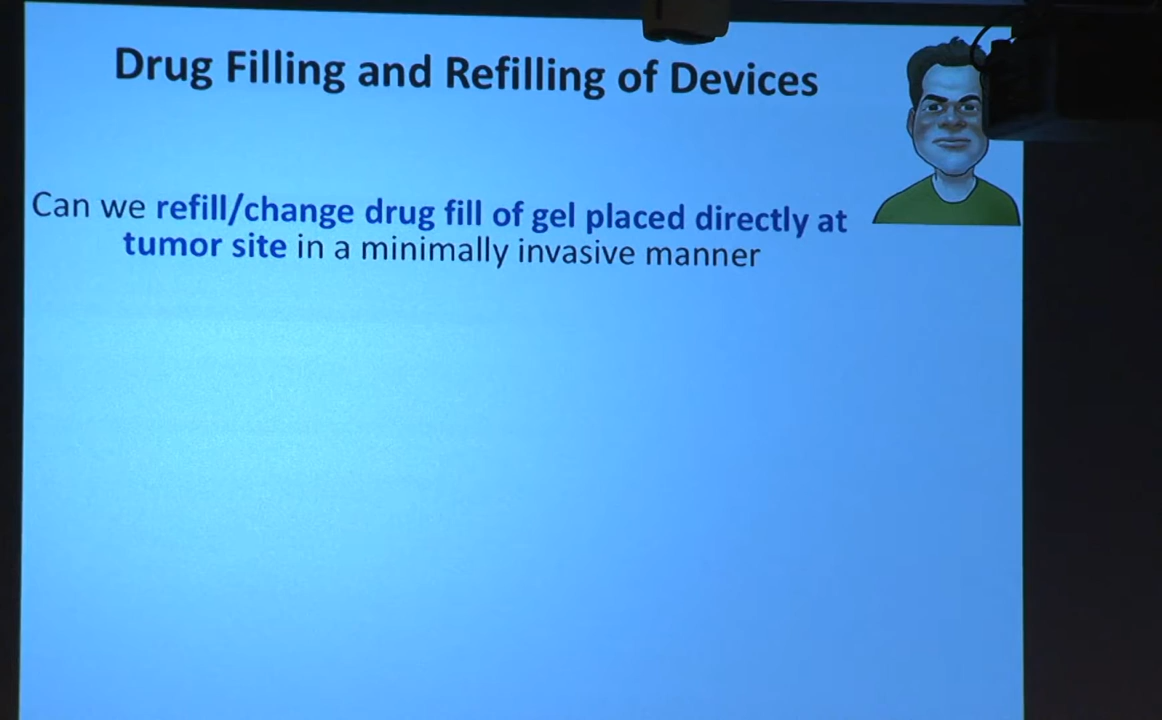 Drug Filling and Refilling of Devices
Can we refill/change drug fill of gel placed directly at
tumor site in a minimally invasive manner